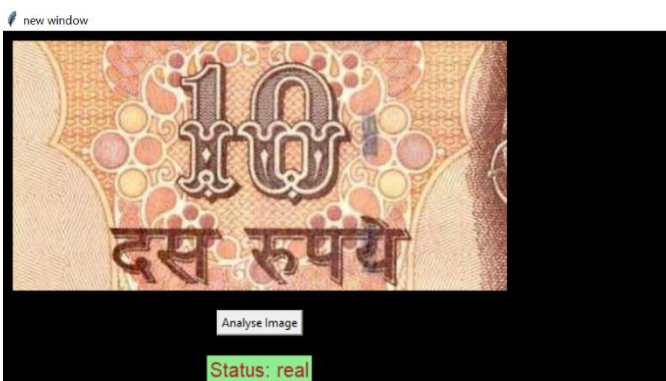 new window
10
दस रुपये
Analyse Image
Status: real